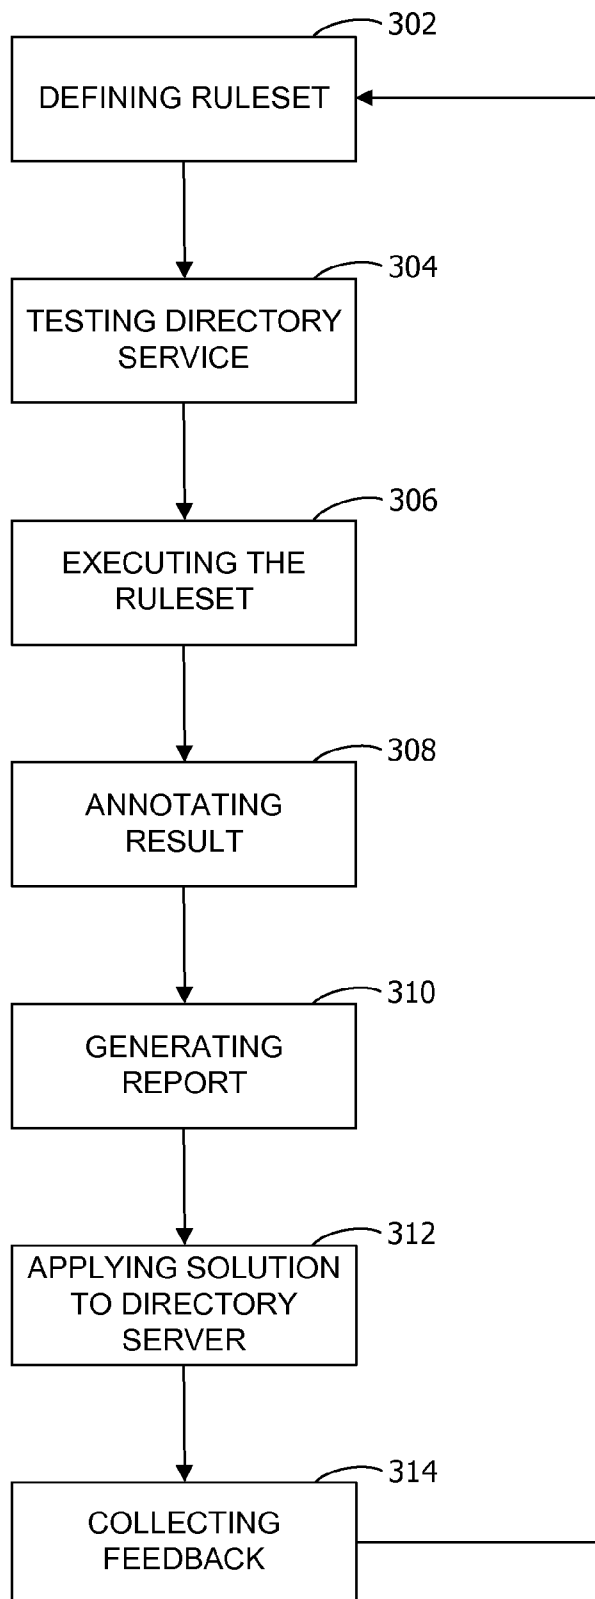 302
DEFINING RULESET
304
TESTING DIRECTORY
SERVICE
306
EXECUTING THE
RULESET
308
ANNOTATING
RESULT
310
GENERATING
REPORT
312
APPLYING SOLUTION
TO DIRECTORY
SERVER
314
COLLECTING
FEEDBACK